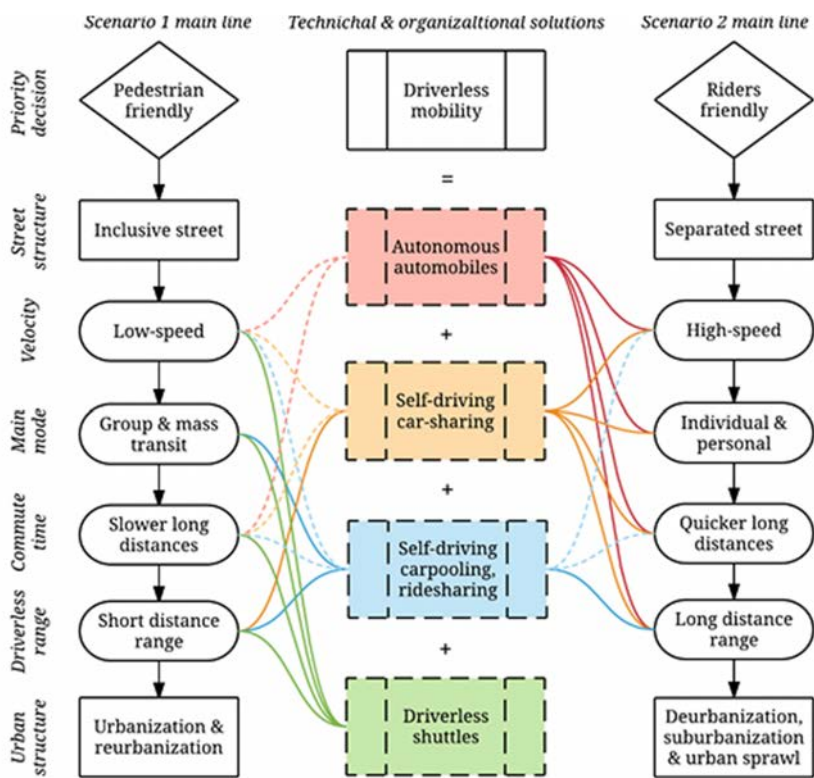 Scenario 1 main line
Technichal & organizaltional solutions
Scenario 2 main line
Priority
decision
Pedestrian
friendly
Driverless
mobility
Riders
friendly
=
Street
structure
Inclusive street
Autonomous
automobiles
Separated street
+
Velocity
Low-speed
High-speed
Self-driving
car-sharing
Main
mode
Group & mass
transit
Individual &
personal
+
Commute
time
Slower long
distances
Self-driving
carpooling,
ridesharing
Quicker long
distances
Driverless
range
Short distance
range
Long distance
range
+
Urban
structure
Urbanization &
reurbanization
Driverless
shuttles
Deurbanization,
suburbanization
& urban sprawl